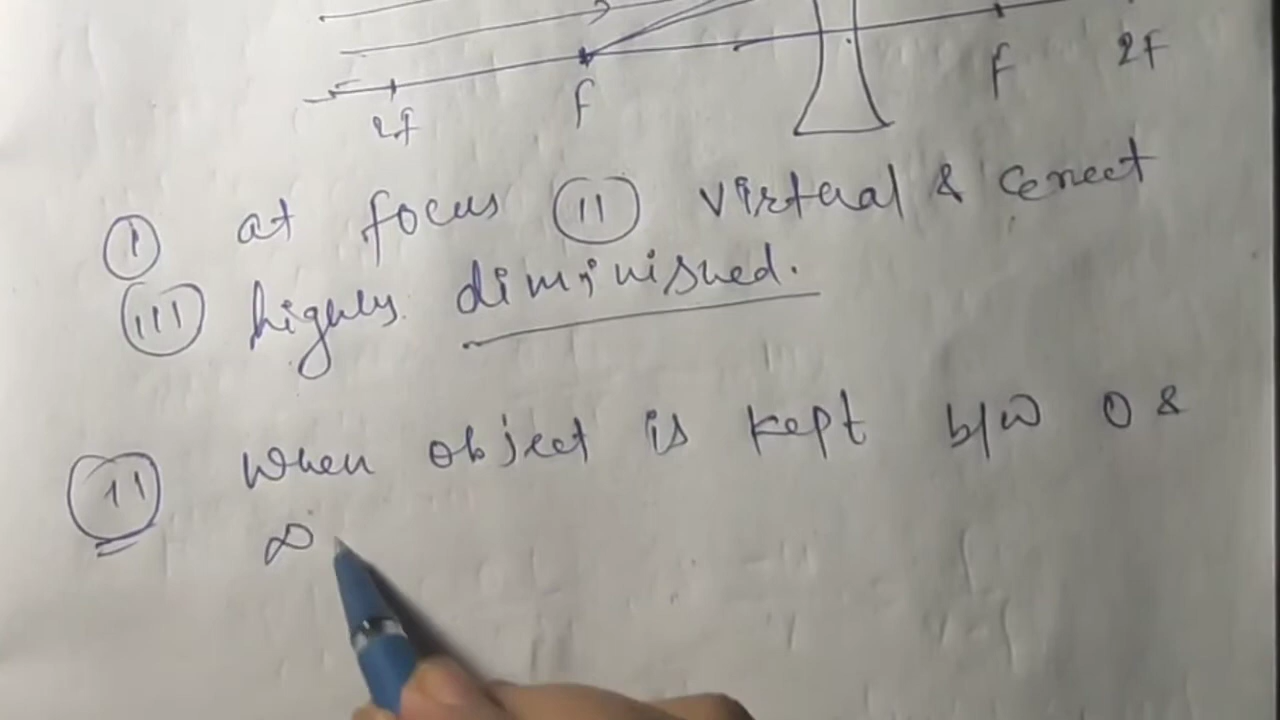 2f f f 2f
(I) at focus (II) virtual & erect
(III) highly diminished.
(II) When object is kept b/w O &
∞